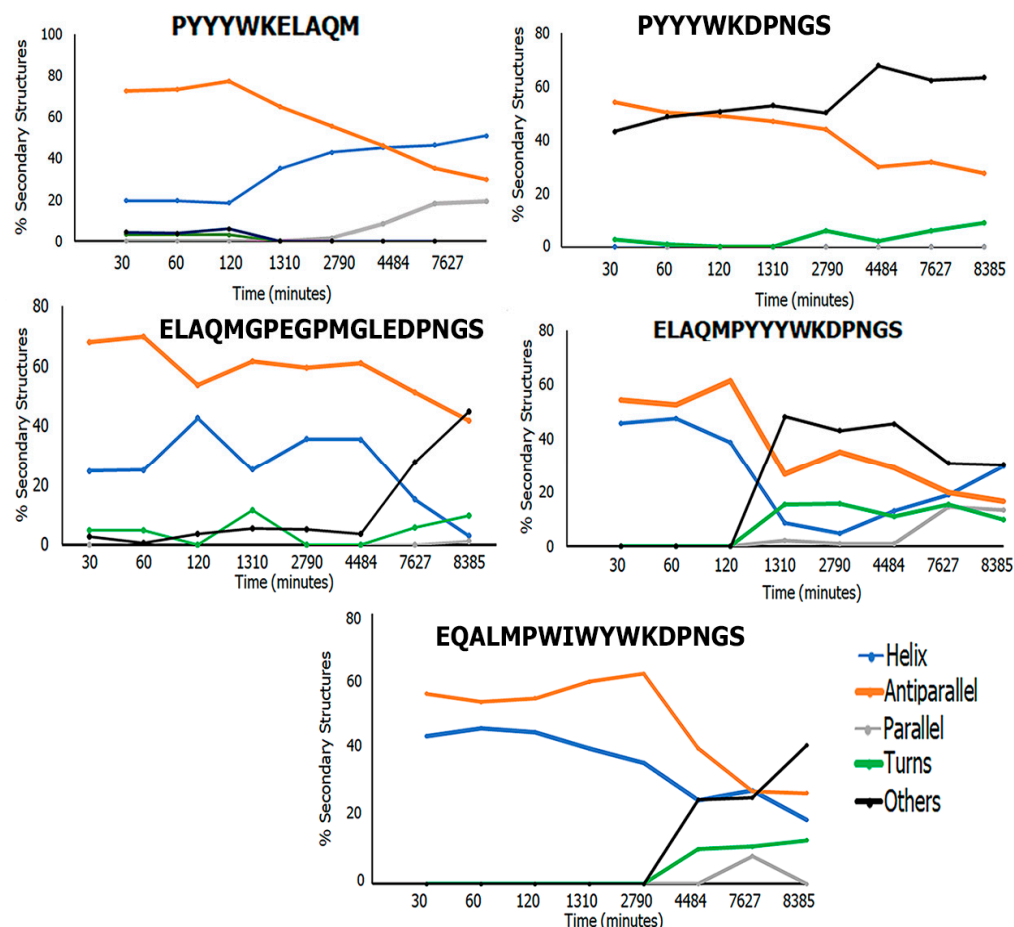 PYYYWKELAQM
% Secondary Structures
100
80
60
40
20
0
30 60 120 1310 2790 4484 7627
Time (minutes)
PYYYWKDPNGS
% Secondary Structures
80
60
40
20
0
30 60 120 1310 2790 4484 7627 8385
Time (minutes)
ELAQMGPEGPMGLEDPNGS
% Secondary Structures
80
60
40
20
0
30 60 120 1310 2790 4484 7627 8385
Time (minutes)
ELAQMPYYYWKDPNGS
% Secondary Structures
80
60
40
20
0
30 60 120 1310 2790 4484 7627 8385
Time (minutes)
EQALMPWIWYWKDPNGS
% Secondary Structures
80
60
40
20
0
30 60 120 1310 2790 4484 7627 8385
Time (minutes)
Helix
Antiparallel
Parallel
Turns
Others